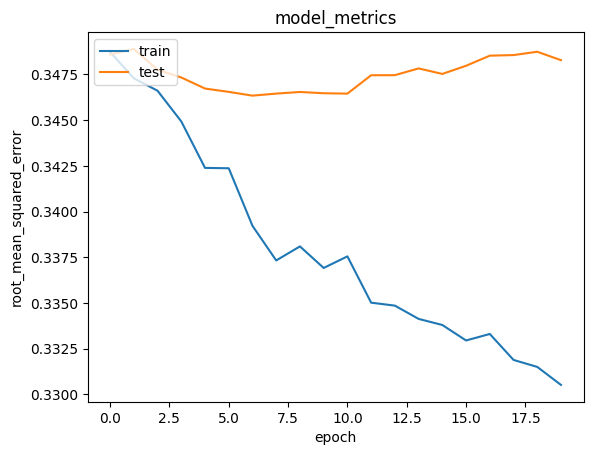 model_metrics
train
test
root_mean_squared_error
0.3475
0.3450
0.3425
0.3400
0.3375
0.3350
0.3325
0.3300
0.0 2.5 5.0 7.5 10.0 12.5 15.0 17.5
epoch